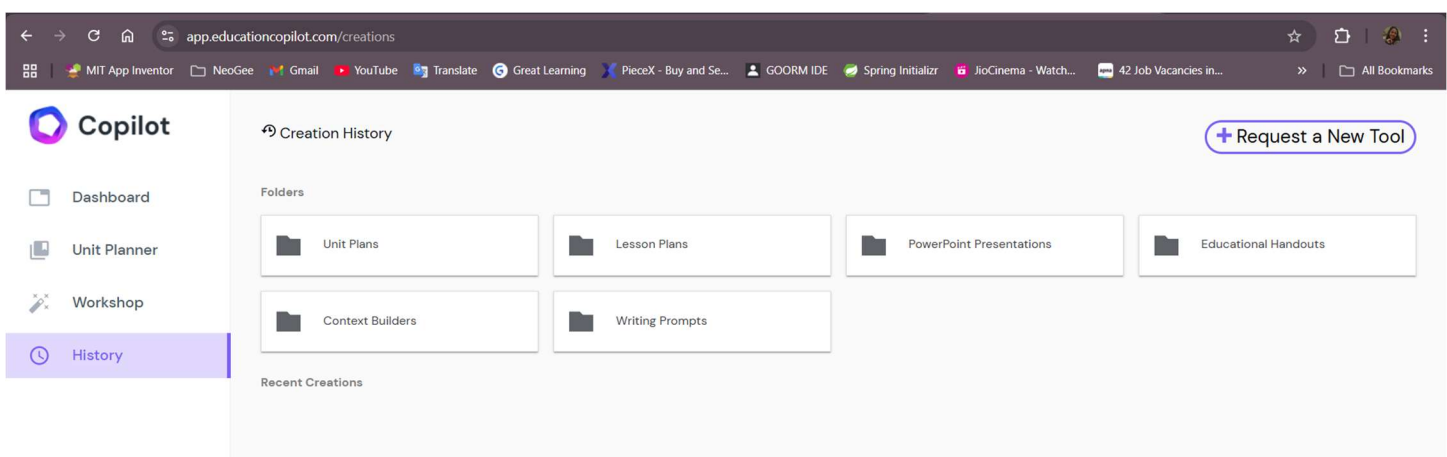 app.educationcopilot.com/creations
MIT App Inventor NeoGee Gmail YouTube Translate Great Learning PieceX - Buy and Se... GOORM IDE Spring Initializr JioCinema - Watch... 42 Job Vacancies in... » All Bookmarks
Copilot
Creation History
+ Request a New Tool
Dashboard
Unit Planner
Workshop
History
Folders
Unit Plans Lesson Plans PowerPoint Presentations Educational Handouts
Context Builders Writing Prompts
Recent Creations